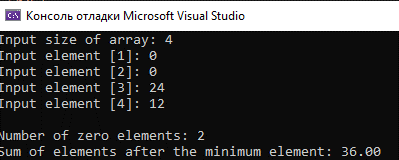 Консоль отладки Microsoft Visual Studio
Input size of array: 4
Input element [1]: 0
Input element [2]: 0
Input element [3]: 24
Input element [4]: 12
Number of zero elements: 2
Sum of elements after the minimum element: 36.00